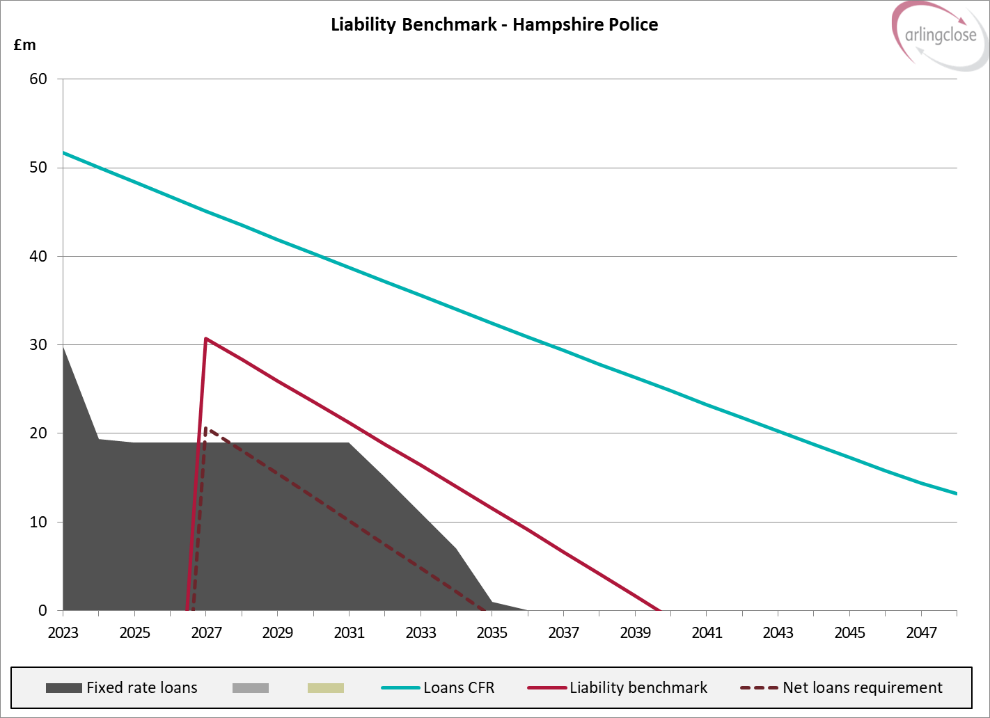 Liability Benchmark - Hampshire Police
arlingclose
£m
60
50
40
30
20
10
0
2023 2025 2027 2029 2031 2033 2035 2037 2039 2041 2043 2045 2047
Fixed rate loans Loans CFR Liability benchmark Net loans requirement